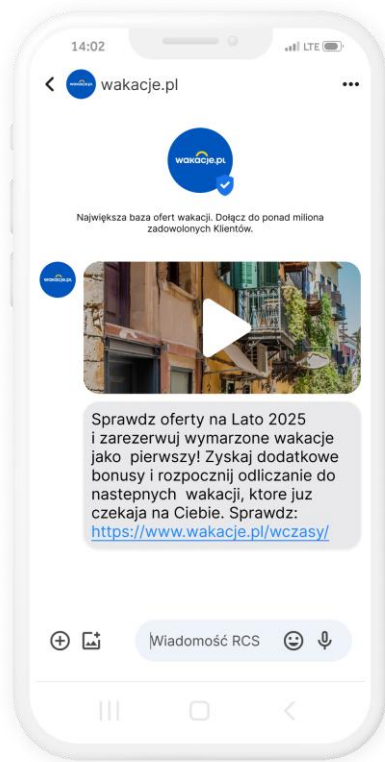 14:02
LTE
wakacje.pl
wakacje.pl
Największa baza ofert wakacji. Dołącz do ponad miliona
zadowolonych Klientów.
wakacje.pl
Sprawdz oferty na Lato 2025
i zarezerwuj wymarzone wakacje
jako pierwszy! Zyskaj dodatkowe
bonusy i rozpocznij odliczanie do
nastepnych wakacji, ktore juz
czekaja na Ciebie. Sprawdz:
https://www.wakacje.pl/wczasy/
Wiadomość RCS